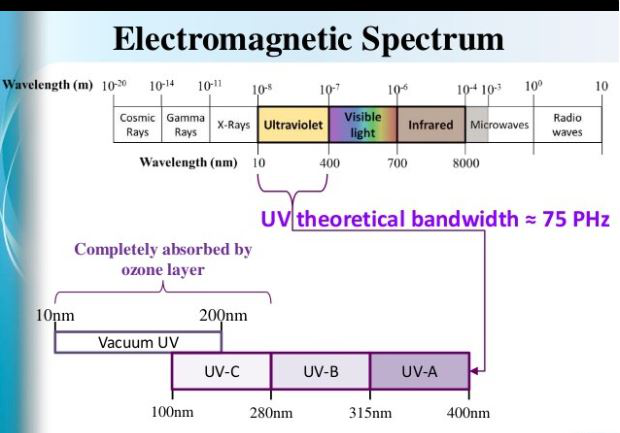 Electromagnetic Spectrum
Wavelength (m) 10⁻²⁰ 10⁻¹⁴ 10⁻¹¹ 10⁻⁸ 10⁻⁷ 10⁻⁶ 10⁻⁴ 10⁻³ 10⁰ 10
Cosmic Rays Gamma Rays X-Rays Ultraviolet Visible light Infrared Microwaves Radio waves
Wavelength (nm) 10 400 700 8000
UV theoretical bandwidth ≈ 75 PHz
Completely absorbed by
ozone layer
10nm 200nm
Vacuum UV
UV-C UV-B UV-A
100nm 280nm 315nm 400nm